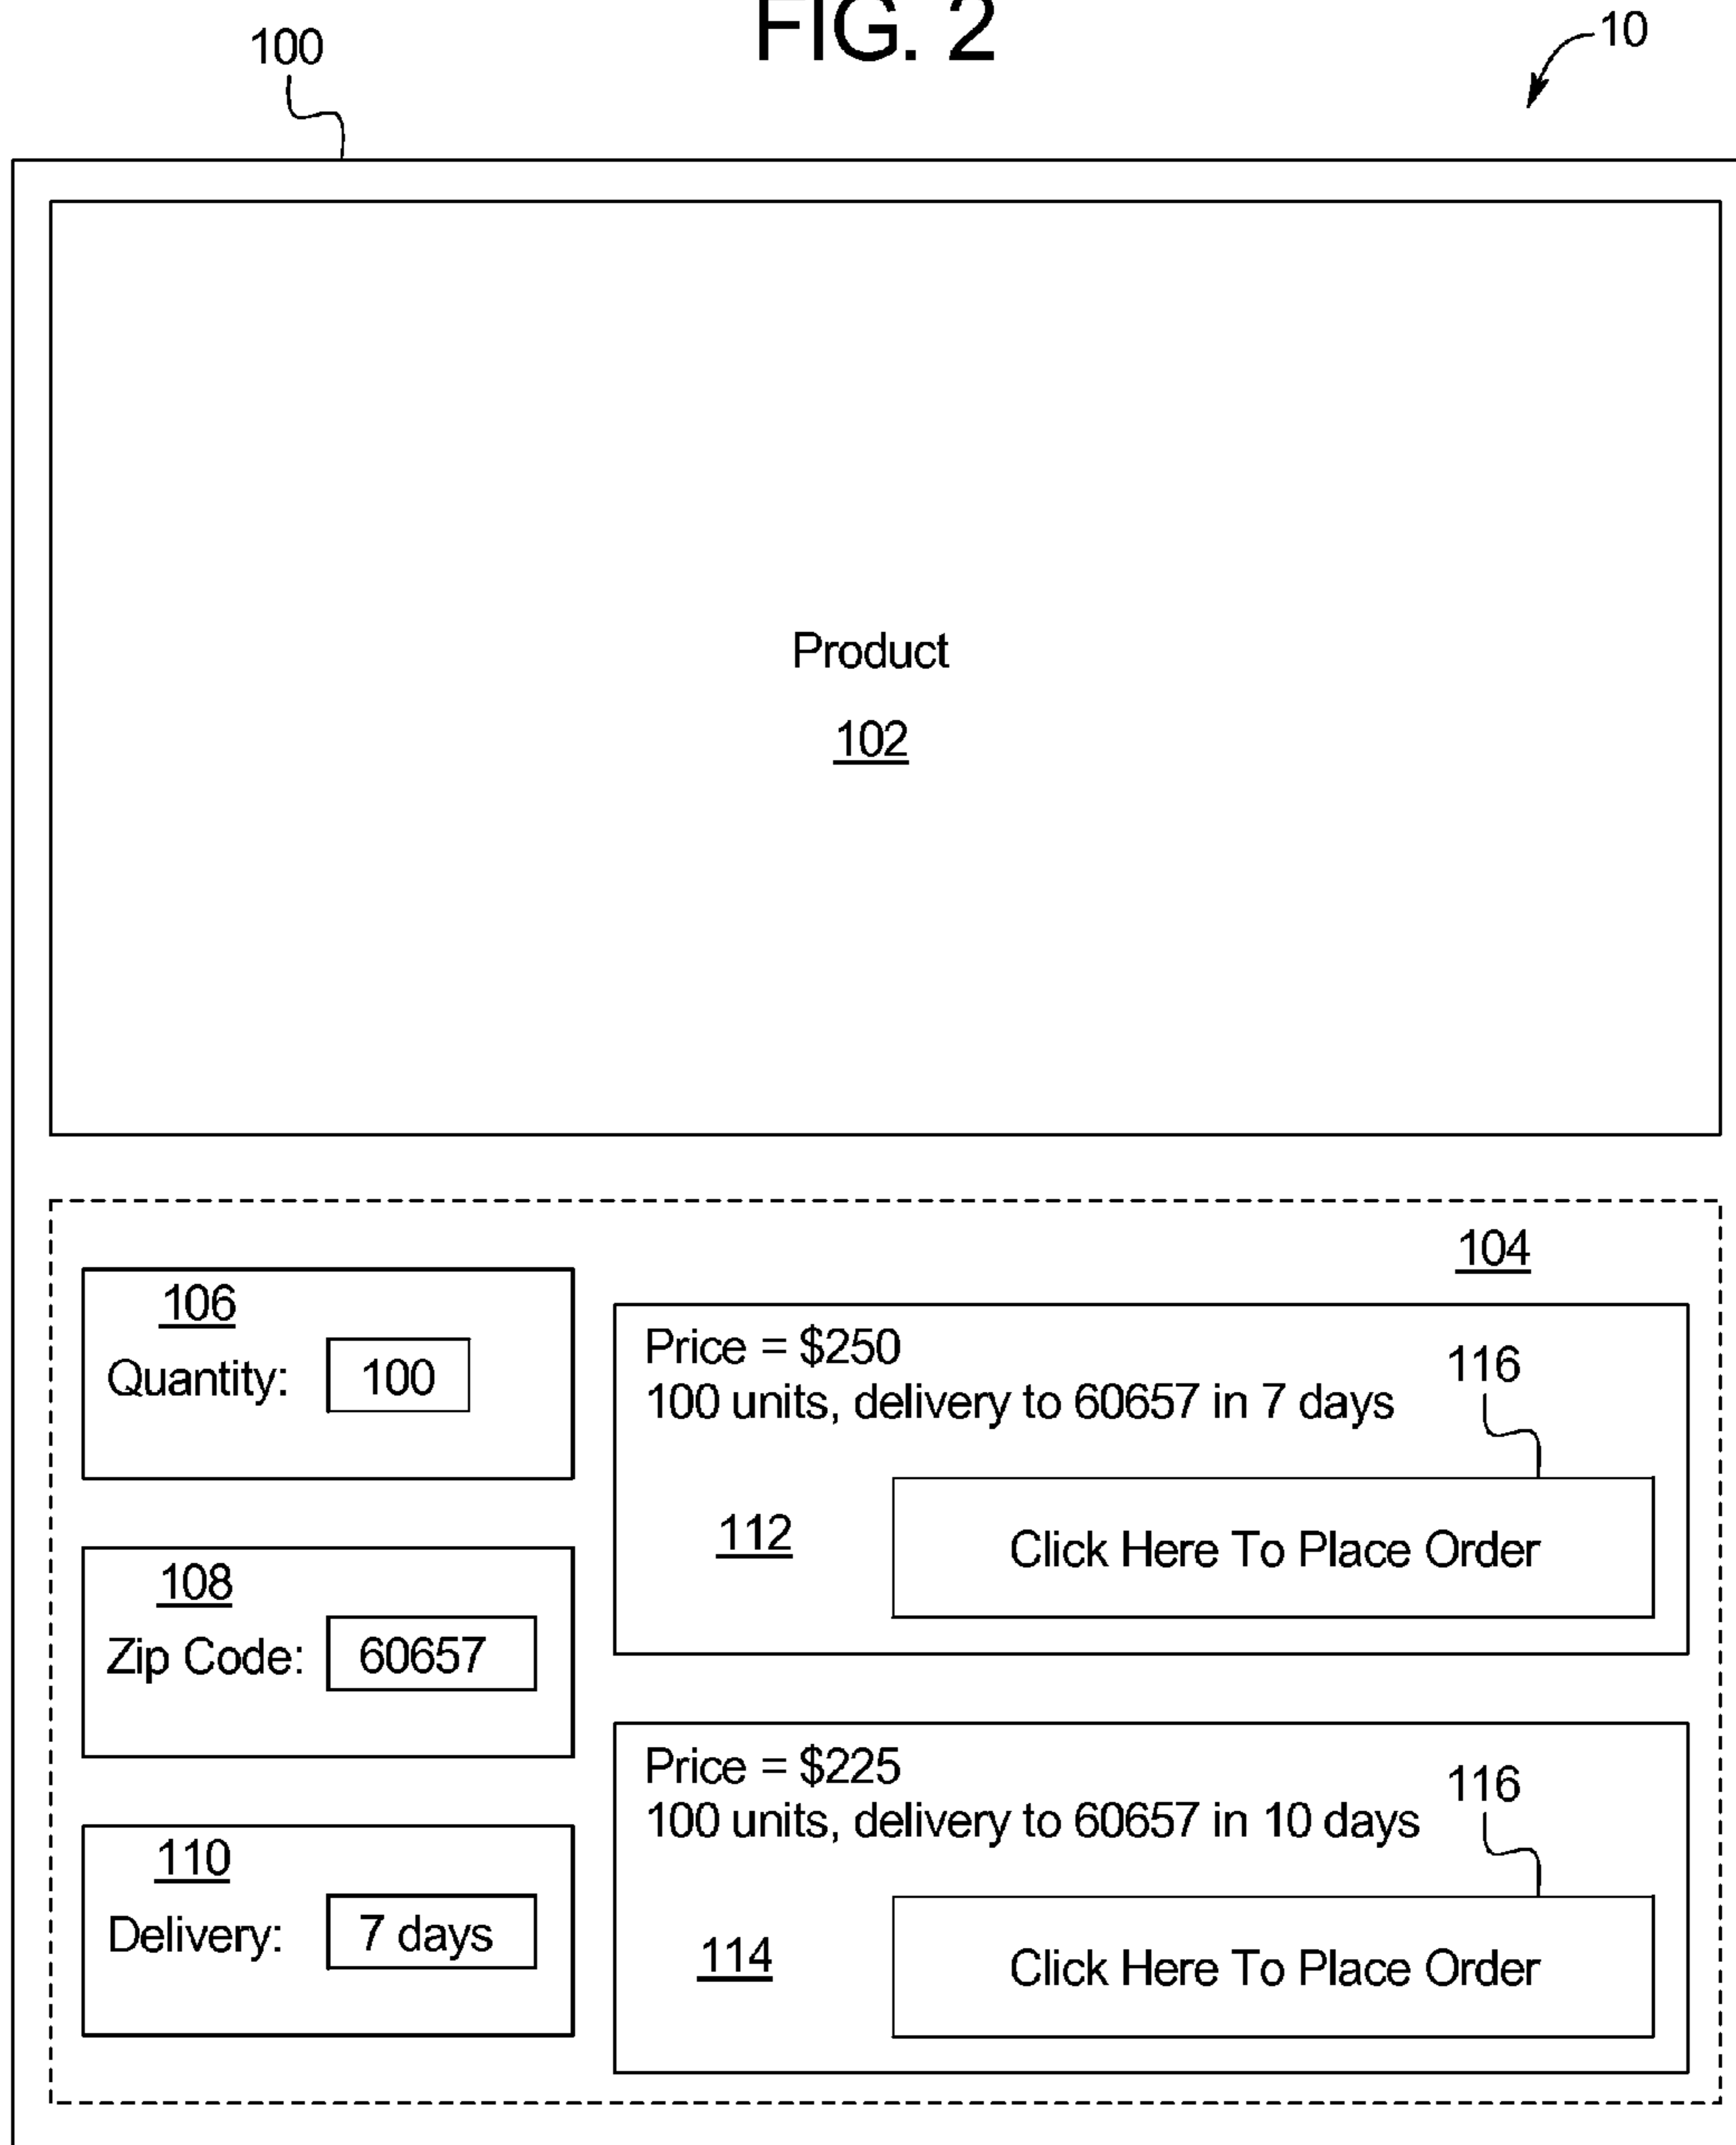 FIG. 2
100
10
Product
102
104
106
Quantity: 100
108
Zip Code: 60657
110
Delivery: 7 days
Price = $250
100 units, delivery to 60657 in 7 days
116
112
Click Here To Place Order
Price = $225
100 units, delivery to 60657 in 10 days
116
114
Click Here To Place Order